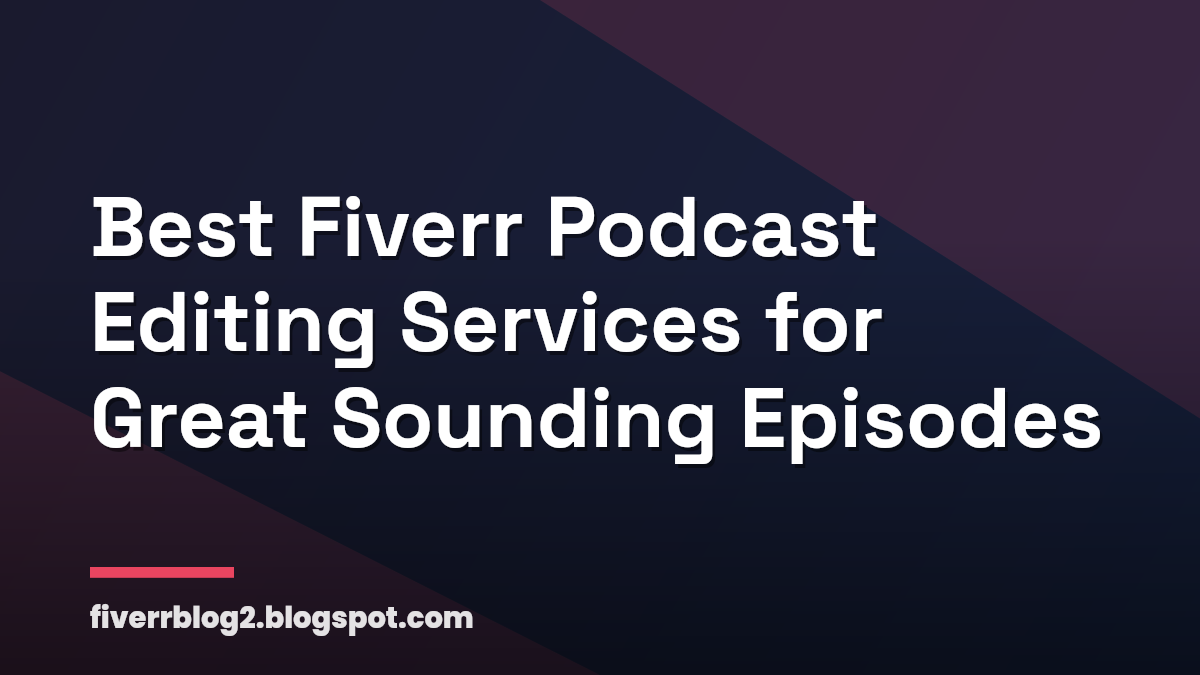 Best Fiverr Podcast
Editing Services for
Great Sounding Episodes
fiverrblog2.blogspot.com